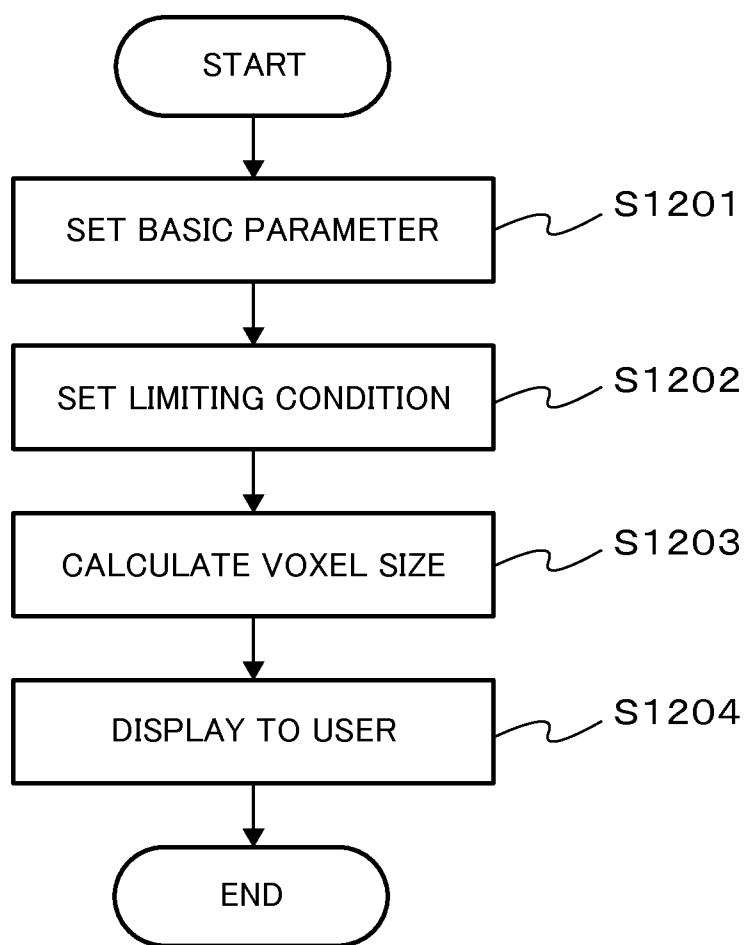 START
SET BASIC PARAMETER
S1201
SET LIMITING CONDITION
S1202
CALCULATE VOXEL SIZE
S1203
DISPLAY TO USER
S1204
END